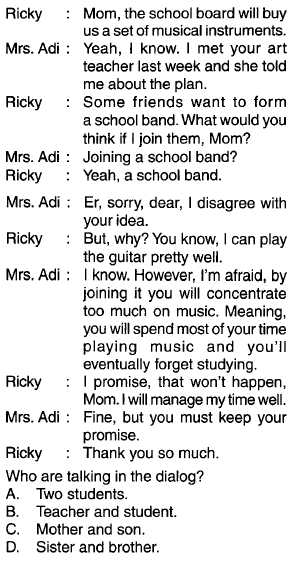 Ricky : Mom, the school board will buy
us a set of musical instruments.
Mrs. Adi : Yeah, I know. I met your art
teacher last week and she told
me about the plan.
Ricky : Some friends want to form
a school band. What would you
think if I join them, Mom?
Mrs. Adi : Joining a school band?
Ricky : Yeah, a school band.
Mrs. Adi : Er, sorry, dear, I disagree with
your idea.
Ricky : But, why? You know, I can play
the guitar pretty well.
Mrs. Adi : I know. However, I'm afraid, by
joining it you will concentrate
too much on music. Meaning,
you will spend most of your time
playing music and you'll
eventually forget studying.
Ricky : I promise, that won't happen,
Mom. I will manage my time well.
Mrs. Adi : Fine, but you must keep your
promise.
Ricky : Thank you so much.
Who are talking in the dialog?
A. Two students.
B. Teacher and student.
C. Mother and son.
D. Sister and brother.